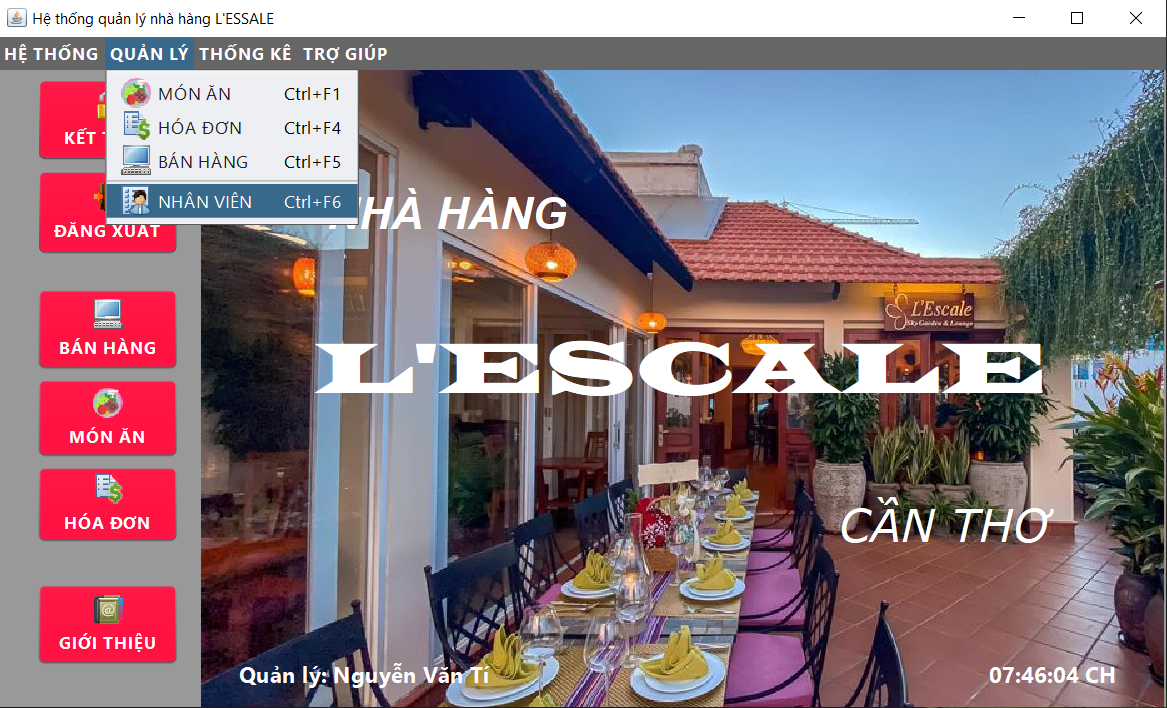 Hệ thống quản lý nhà hàng L'ESSALE
HỆ THỐNG QUẢN LÝ THỐNG KÊ TRỢ GIÚP
MÓN ĂN Ctrl+F1
HÓA ĐƠN Ctrl+F4
BÁN HÀNG Ctrl+F5
NHÂN VIÊN Ctrl+F6
KẾT
ĐĂNG XUẤT
BÁN HÀNG
MÓN ĂN
HÓA ĐƠN
GIỚI THIỆU
NHÀ HÀNG
L'Escale
Sky Garden & Lounge
L'ESCALE
CẦN THƠ
Quản lý: Nguyễn Văn Tí
07:46:04 CH